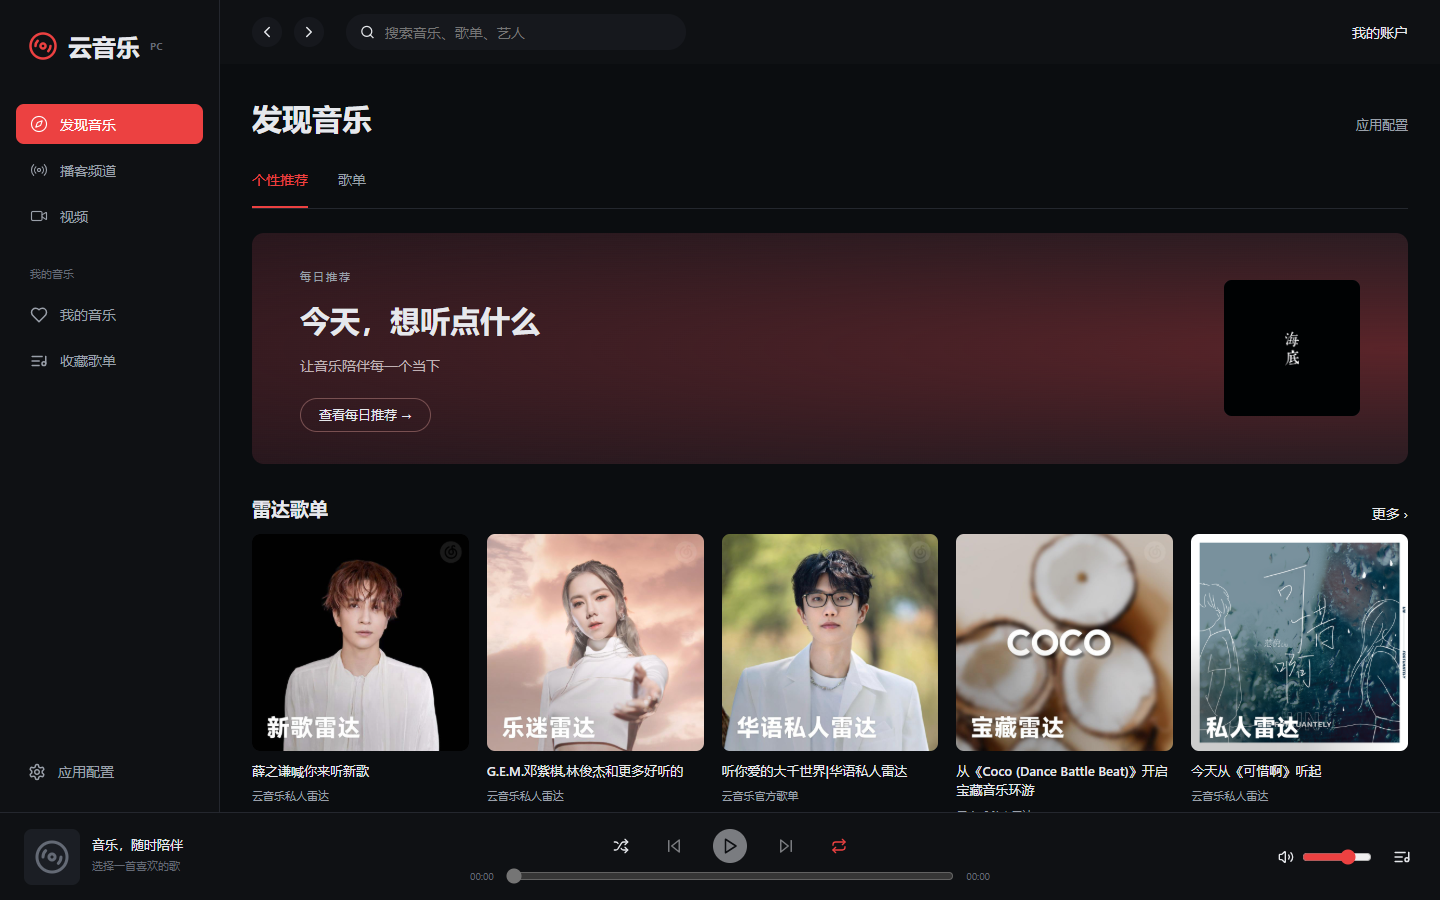 云音乐 PC
搜索音乐、歌单、艺人
我的账户
发现音乐
播客频道
视频
我的音乐
我的音乐
收藏歌单
应用配置
发现音乐
应用配置
个性推荐
歌单
每日推荐
今天，想听点什么
让音乐陪伴每一个当下
查看每日推荐 →
海
底
雷达歌单
更多 ›
新歌雷达
薛之谦喊你来听新歌
云音乐私人雷达
乐迷雷达
G.E.M.邓紫棋,林俊杰和更多好听的
云音乐私人雷达
华语私人雷达
听你爱的大千世界|华语私人雷达
云音乐官方歌单
COCO
宝藏雷达
从《Coco (Dance Battle Beat)》开启
宝藏音乐环游
可惜啊
私人雷达
今天从《可惜啊》听起
云音乐私人雷达
音乐，随时陪伴
选择一首喜欢的歌
00:00
00:00